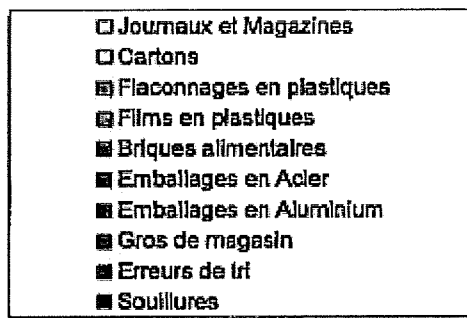 Journaux et Magazines
Cartons
Flaconnages en plastiques
Films en plastiques
Briques alimentaires
Emballages en Acier
Emballages en Aluminium
Gros de magasin
Erreurs de tri
Souillures